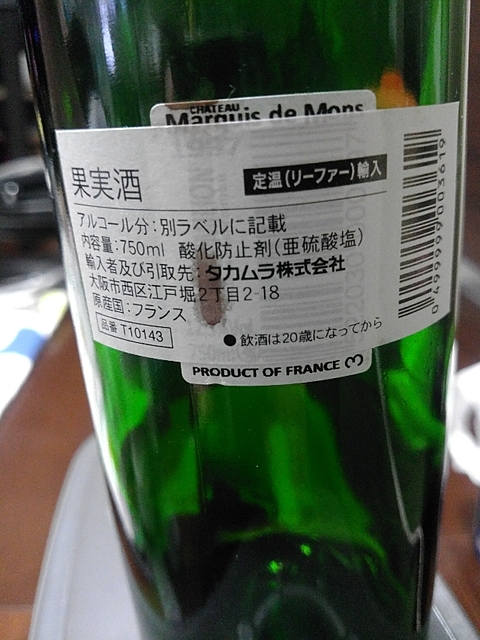 CHATEAU
Marquis de Mons
果実酒
定温(リーファー)輸入
アルコール分:別ラベルに記載
内容量:750ml 酸化防止剤(亜硫酸塩)
輸入者及び引取先:タカムラ株式会社
大阪市西区江戸堀2丁目2-18
原産国:フランス
品番 T10143
●飲酒は20歳になってから
PRODUCT OF FRANCE 3
0499999003619